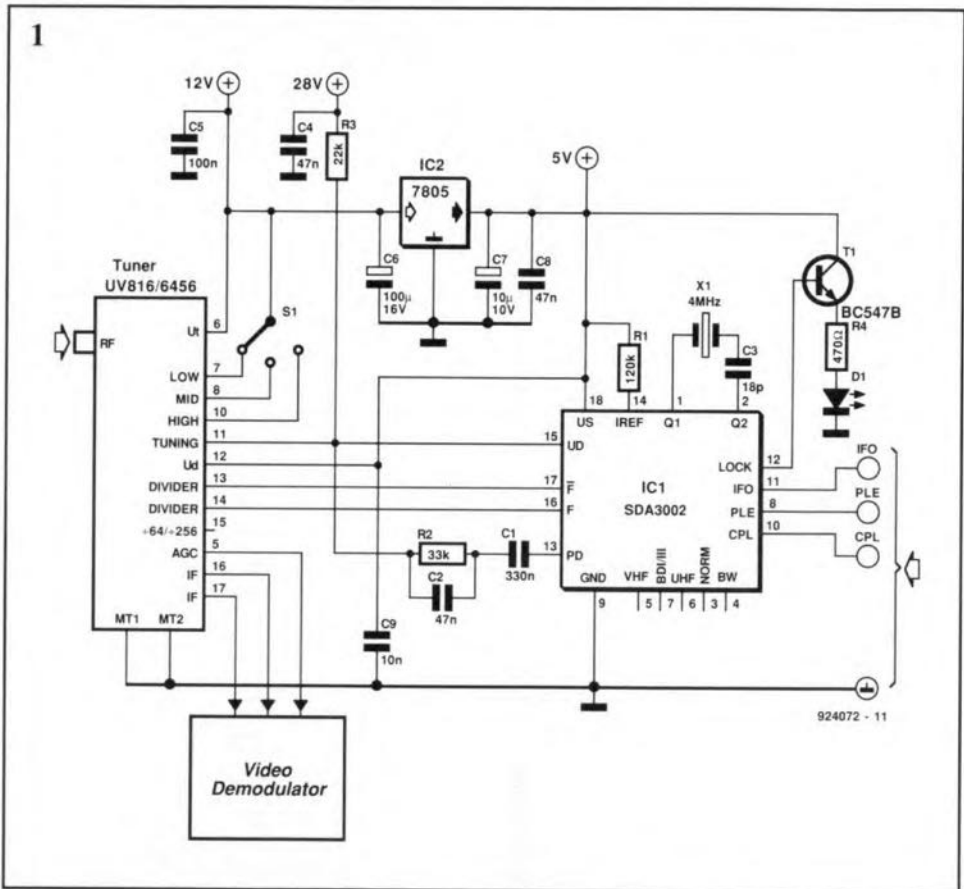 1
12V
28V
C5
100n
C4
47n
R3
22k
IC2
7805
5V
C6
100µ
16V
C7
10µ
10V
C8
47n
T1
BC547B
R4
470Ω
D1
X1
4MHz
C3
18p
R1
120k
Tuner
UV816/6456
RF
Ut 6
S1
LOW 7
MID 8
HIGH 10
TUNING 11
Ud 12
DIVIDER 13
DIVIDER 14
÷64/÷256 15
AGC 5
IF 16
IF 17
MT1 MT2
18 14 1 2
US IREF Q1 Q2
15 UD
17 F̅
16 F
13 PD
IC1
SDA3002
LOCK 12
IFO 11
PLE 8
CPL 10
IFO
PLE
CPL
GND VHF BDI/III UHF NORM BW
9 5 7 6 3 4
R2
33k
C2
47n
C1
330n
C9
10n
924072 - 11
Video
Demodulator